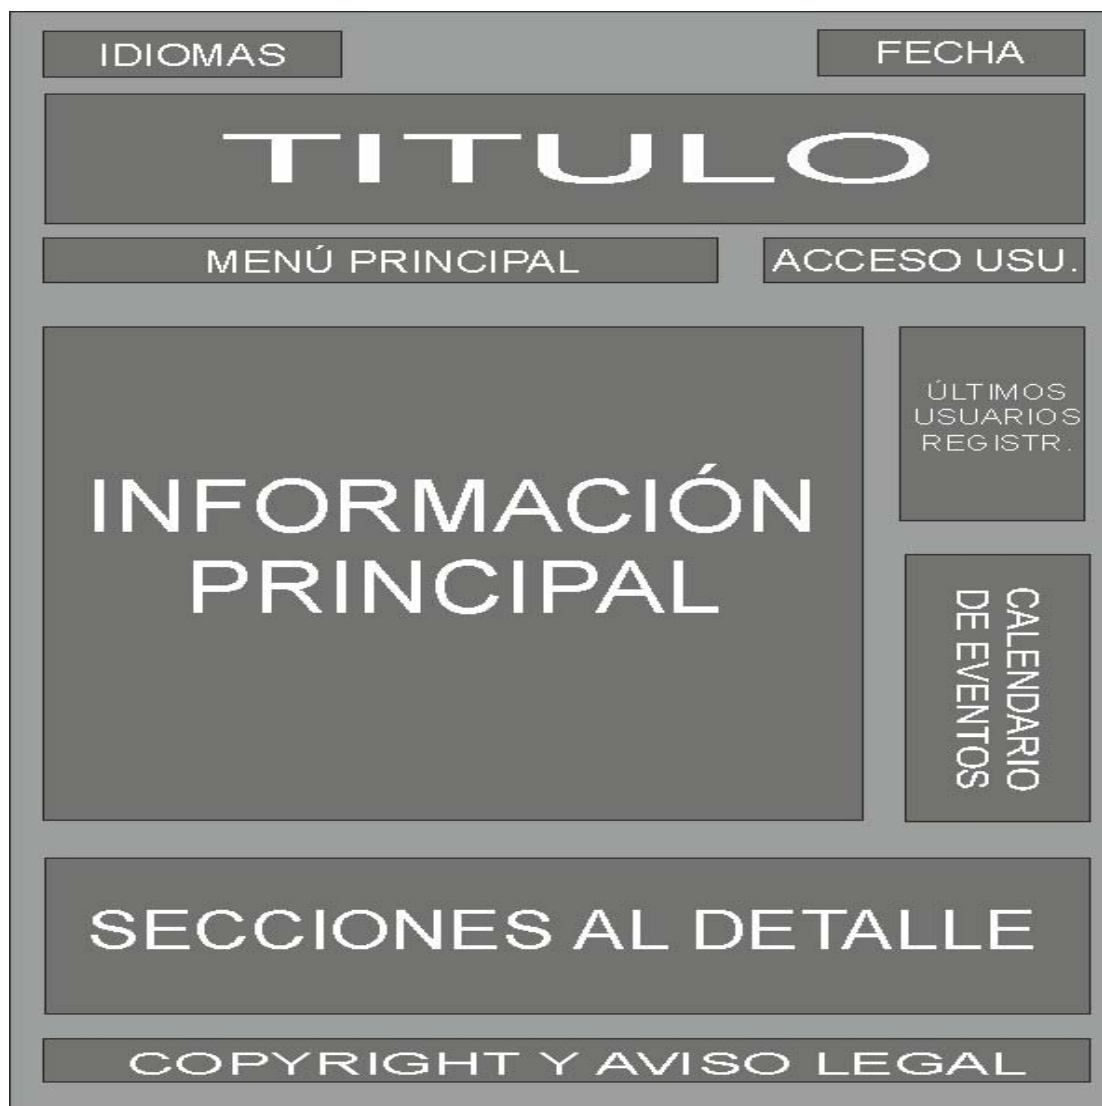 IDIOMAS
FECHA
TITULO
MENÚ PRINCIPAL
ACCESO USU.
INFORMACIÓN
PRINCIPAL
ÚLTIMOS
USUARIOS
REGISTR.
CALENDARIO
DE EVENTOS
SECCIONES AL DETALLE
COPYRIGHT Y AVISO LEGAL